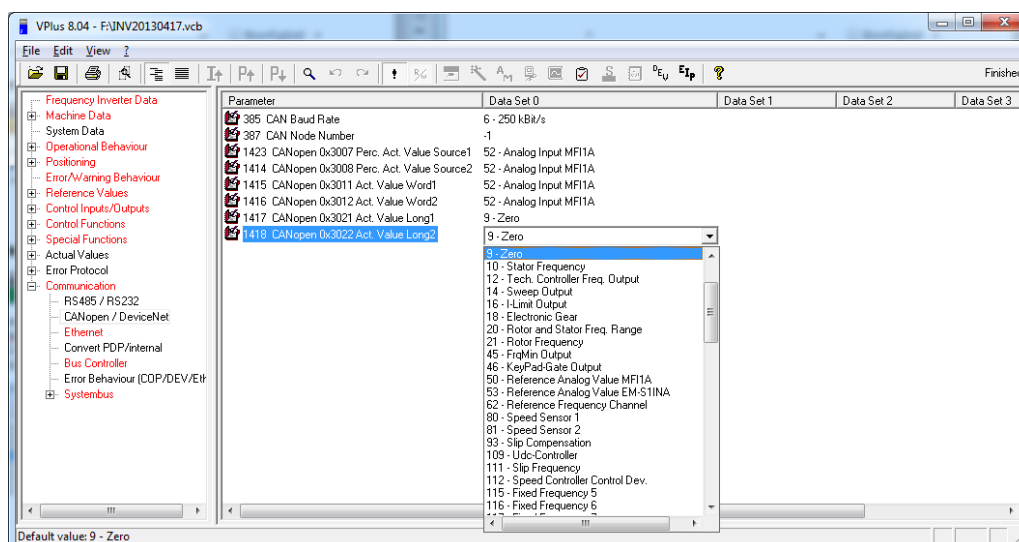 VPlus 8.04 - F:\INV20130417.vcb
File Edit View ?
Finished
Frequency Inverter Data
Machine Data
System Data
Operational Behaviour
Positioning
Error/Warning Behaviour
Reference Values
Control Inputs/Outputs
Control Functions
Special Functions
Actual Values
Error Protocol
Communication
RS485 / RS232
CANopen / DeviceNet
Ethernet
Convert PDP/internal
Bus Controller
Error Behaviour (COP/DEV/Eth
Systembus
Parameter Data Set 0 Data Set 1 Data Set 2 Data Set 3
385 CAN Baud Rate 6 - 250 kBit/s
387 CAN Node Number -1
1423 CANopen 0x3007 Perc. Act. Value Source1 52 - Analog Input MFI1A
1414 CANopen 0x3008 Perc. Act. Value Source2 52 - Analog Input MFI1A
1415 CANopen 0x3011 Act. Value Word1 52 - Analog Input MFI1A
1416 CANopen 0x3012 Act. Value Word2 52 - Analog Input MFI1A
1417 CANopen 0x3021 Act. Value Long1 9 - Zero
1418 CANopen 0x3022 Act. Value Long2 9 - Zero
9 - Zero
10 - Stator Frequency
12 - Tech. Controller Freq. Output
14 - Sweep Output
16 - I-Limit Output
18 - Electronic Gear
20 - Rotor and Stator Freq. Range
21 - Rotor Frequency
45 - FrqMin Output
46 - KeyPad-Gate Output
50 - Reference Analog Value MFI1A
53 - Reference Analog Value EM-S1INA
62 - Reference Frequency Channel
80 - Speed Sensor 1
81 - Speed Sensor 2
93 - Slip Compensation
109 - Udc-Controller
111 - Slip Frequency
112 - Speed Controller Control Dev.
115 - Fixed Frequency 5
116 - Fixed Frequency 6
Default value: 9 - Zero